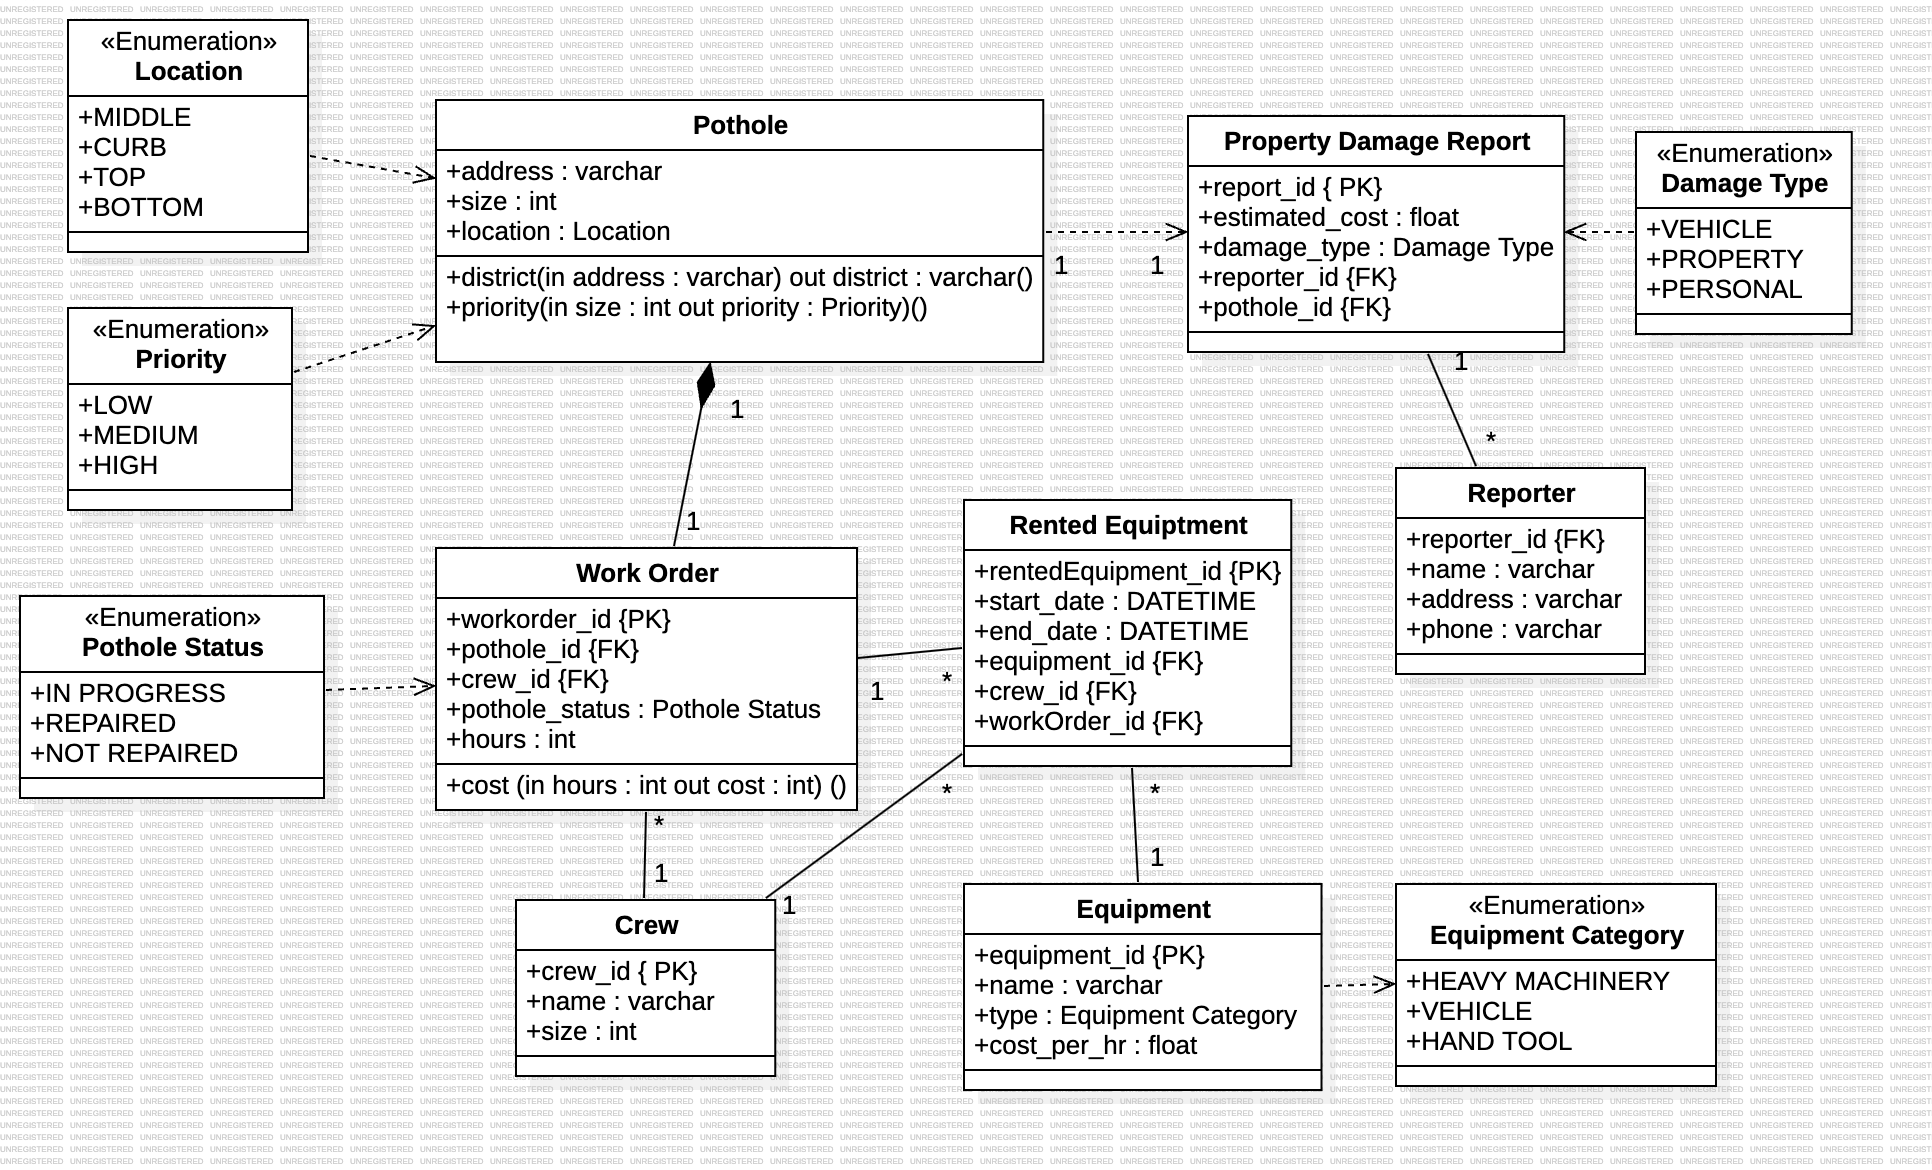 «Enumeration»
Location
+MIDDLE
+CURB
+TOP
+BOTTOM
Pothole
+address : varchar
+size : int
+location : Location
+district(in address : varchar) out district : varchar()
+priority(in size : int out priority : Priority)()
1
1
Property Damage Report
+report_id { PK}
+estimated_cost : float
+damage_type : Damage Type
+reporter_id {FK}
+pothole_id {FK}
«Enumeration»
Damage Type
+VEHICLE
+PROPERTY
+PERSONAL
«Enumeration»
Priority
+LOW
+MEDIUM
+HIGH
1
1
1
*
Reporter
+reporter_id {FK}
+name : varchar
+address : varchar
+phone : varchar
«Enumeration»
Pothole Status
+IN PROGRESS
+REPAIRED
+NOT REPAIRED
Work Order
+workorder_id {PK}
+pothole_id {FK}
+crew_id {FK}
+pothole_status : Pothole Status
+hours : int
+cost (in hours : int out cost : int) ()
1
*
Rented Equiptment
+rentedEquipment_id {PK}
+start_date : DATETIME
+end_date : DATETIME
+equipment_id {FK}
+crew_id {FK}
+workOrder_id {FK}
*
1
*
1
*
1
Crew
+crew_id { PK}
+name : varchar
+size : int
Equipment
+equipment_id {PK}
+name : varchar
+type : Equipment Category
+cost_per_hr : float
«Enumeration»
Equipment Category
+HEAVY MACHINERY
+VEHICLE
+HAND TOOL
UNREGISTERED